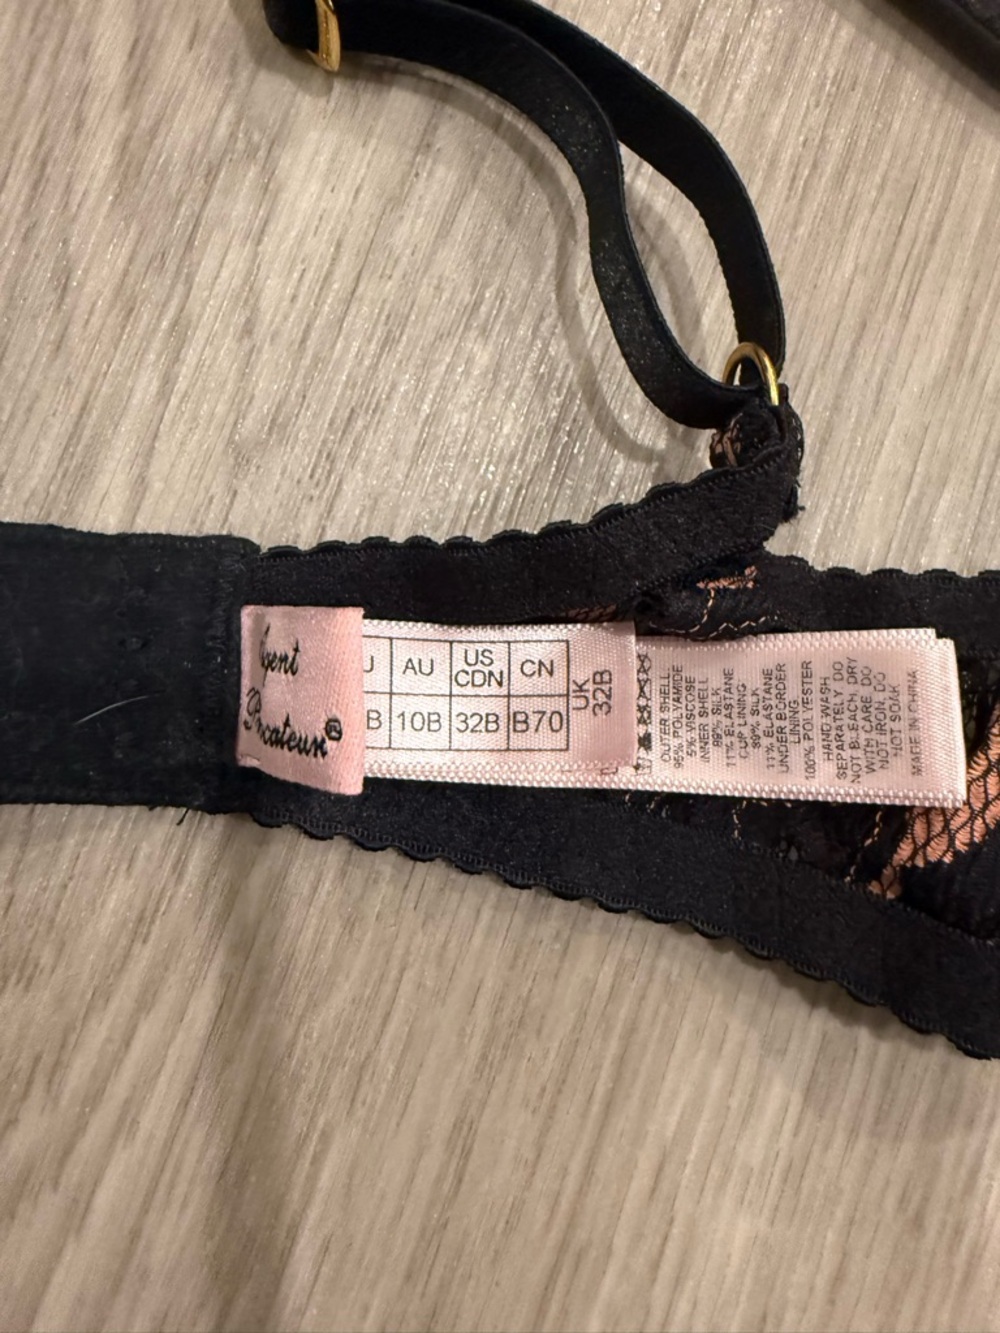 Agent
Procateur®
U AU US CDN CN
B 10B 32B B70
UK
32B
OUTER SHELL:
95% POLYAMIDE
5% VISCOSE
INNER SHELL
89% SILK
11% ELASTANE
CUP LINING:
89% SILK
11% ELASTANE
UNDER BORDER
LINING:
100% POLYESTER
HAND WASH
SEPARATELY. DO
NOT BLEACH. DRY
WITH CARE. DO
NOT IRON. DO
NOT SOAK
MADE IN CHINA